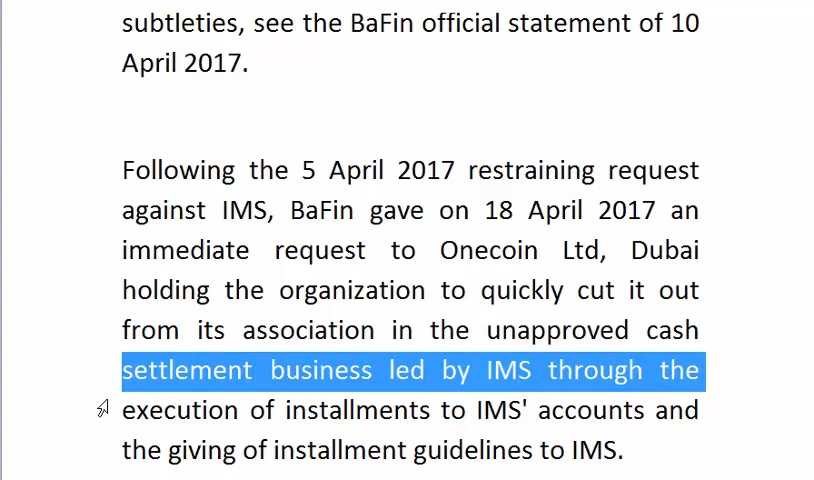 subtleties, see the BaFin official statement of 10
April 2017.
Following the 5 April 2017 restraining request
against IMS, BaFin gave on 18 April 2017 an
immediate request to Onecoin Ltd, Dubai
holding the organization to quickly cut it out
from its association in the unapproved cash
settlement business led by IMS through the
execution of installments to IMS' accounts and
the giving of installment guidelines to IMS.